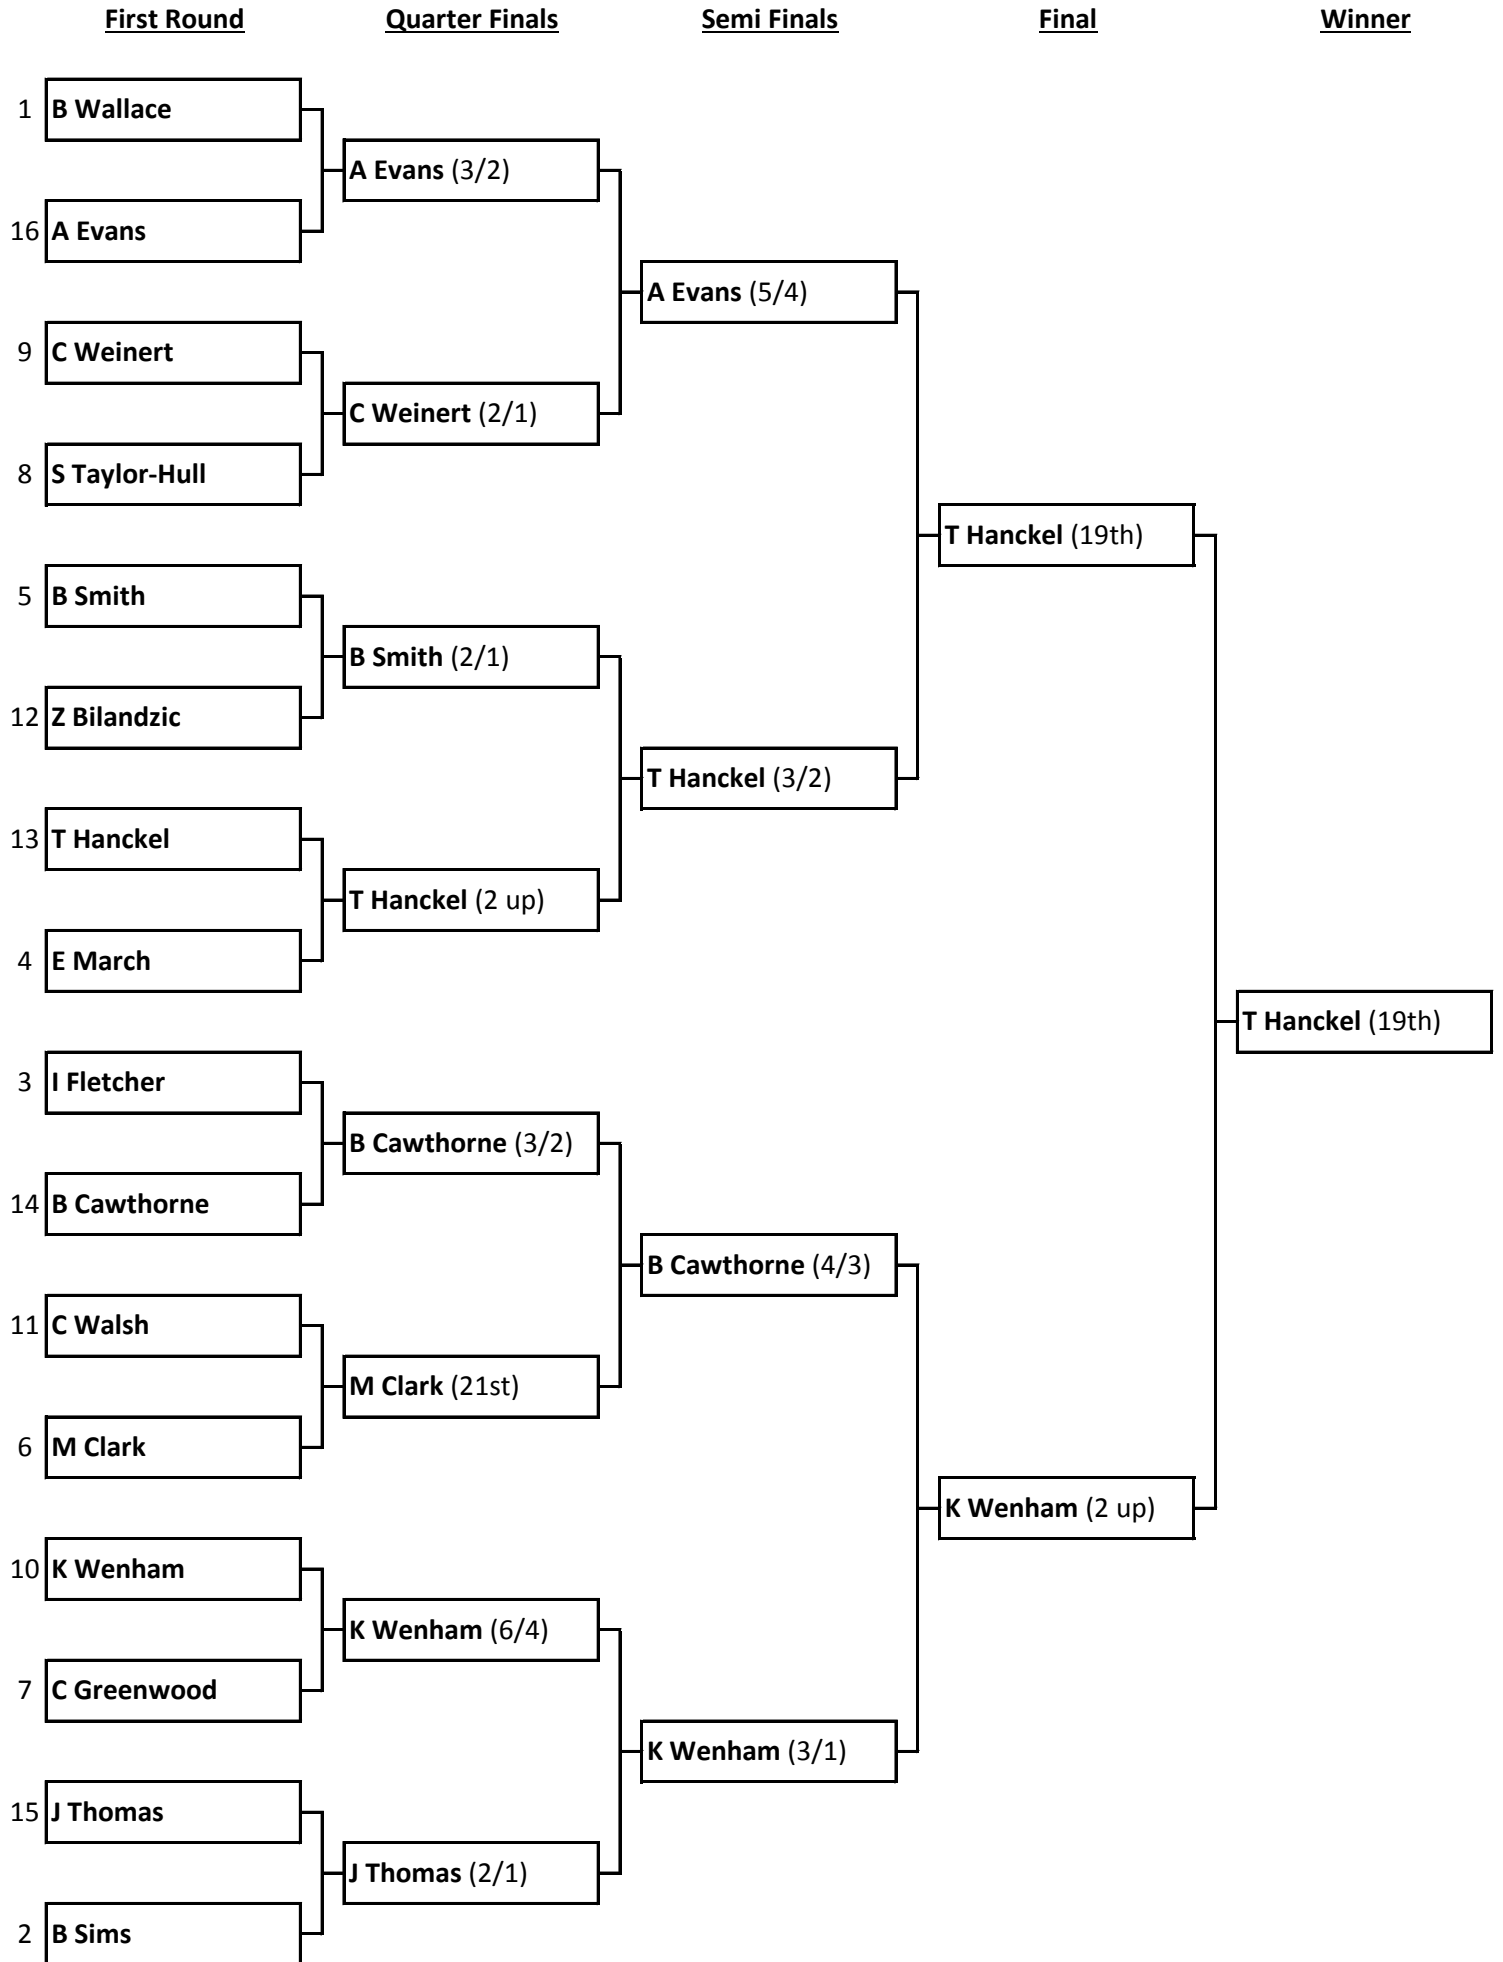 First Round Quarter Finals Semi Finals Final Winner
1 B Wallace
A Evans (3/2)
16 A Evans
A Evans (5/4)
9 C Weinert
C Weinert (2/1)
8 S Taylor-Hull
T Hanckel (19th)
5 B Smith
B Smith (2/1)
12 Z Bilandzic
T Hanckel (3/2)
13 T Hanckel
T Hanckel (2 up)
4 E March
T Hanckel (19th)
3 I Fletcher
B Cawthorne (3/2)
14 B Cawthorne
B Cawthorne (4/3)
11 C Walsh
M Clark (21st)
6 M Clark
K Wenham (2 up)
10 K Wenham
K Wenham (6/4)
7 C Greenwood
K Wenham (3/1)
15 J Thomas
J Thomas (2/1)
2 B Sims